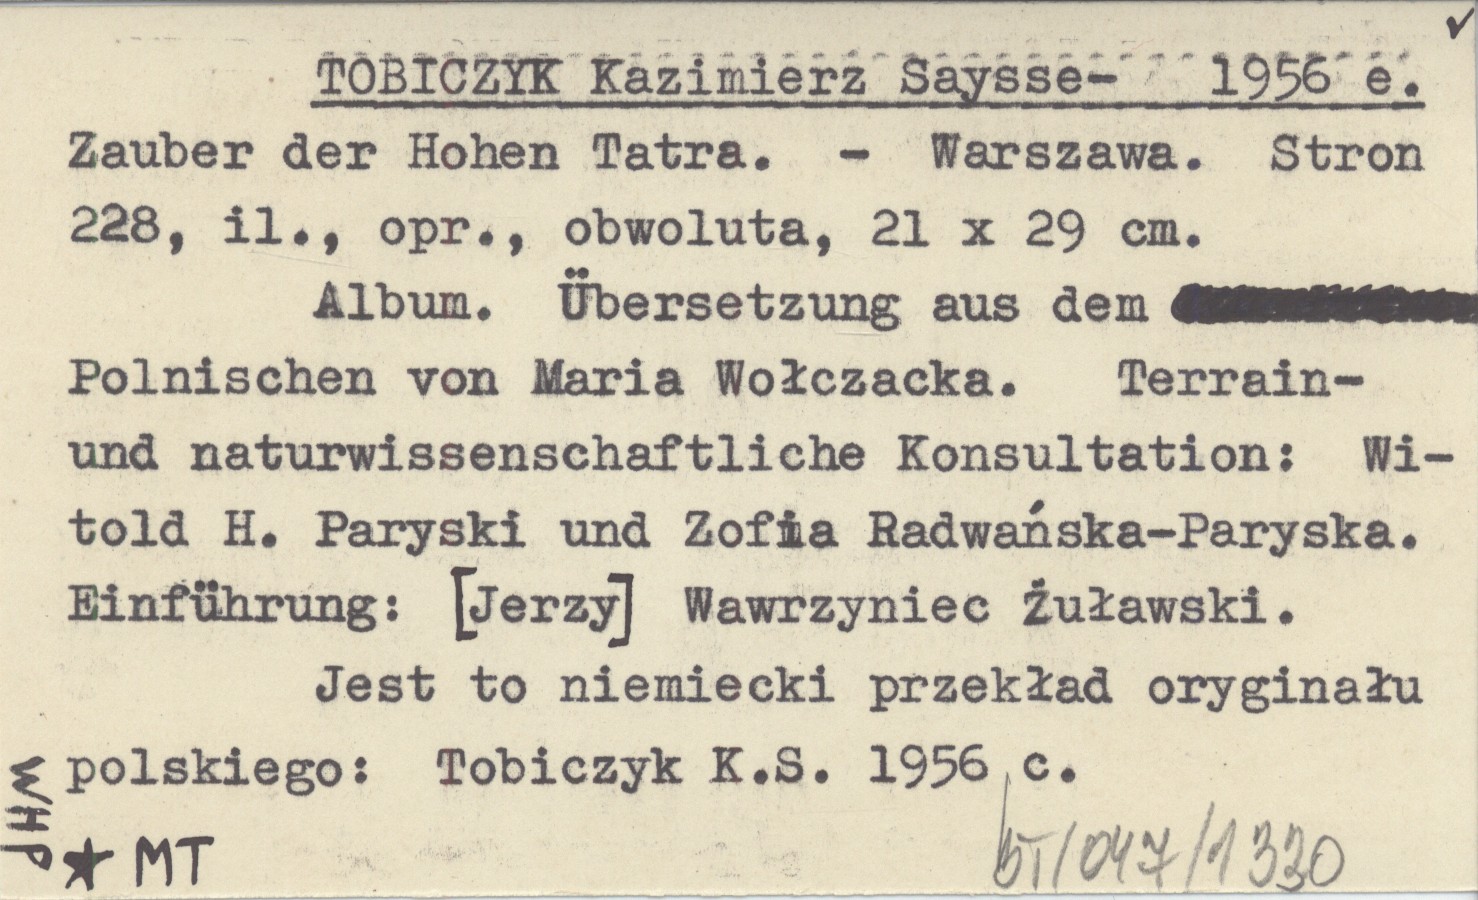 TOBICZYK Kazimierz Saysse- 1956 e.
Zauber der Hohen Tatra. - Warszawa. Stron
228, il., opr., obwoluta, 21 x 29 cm.
Album. Übersetzung aus dem
Polnischen von Maria Wołczacka. Terrain-
und naturwissenschaftliche Konsultation: Wi-
told H. Paryski und Zofia Radwańska-Paryska.
Einführung: [Jerzy] Wawrzyniec Żuławski.
Jest to niemiecki przekład oryginału
polskiego: Tobiczyk K.S. 1956 c.
WHP
★ MT
/047/1330